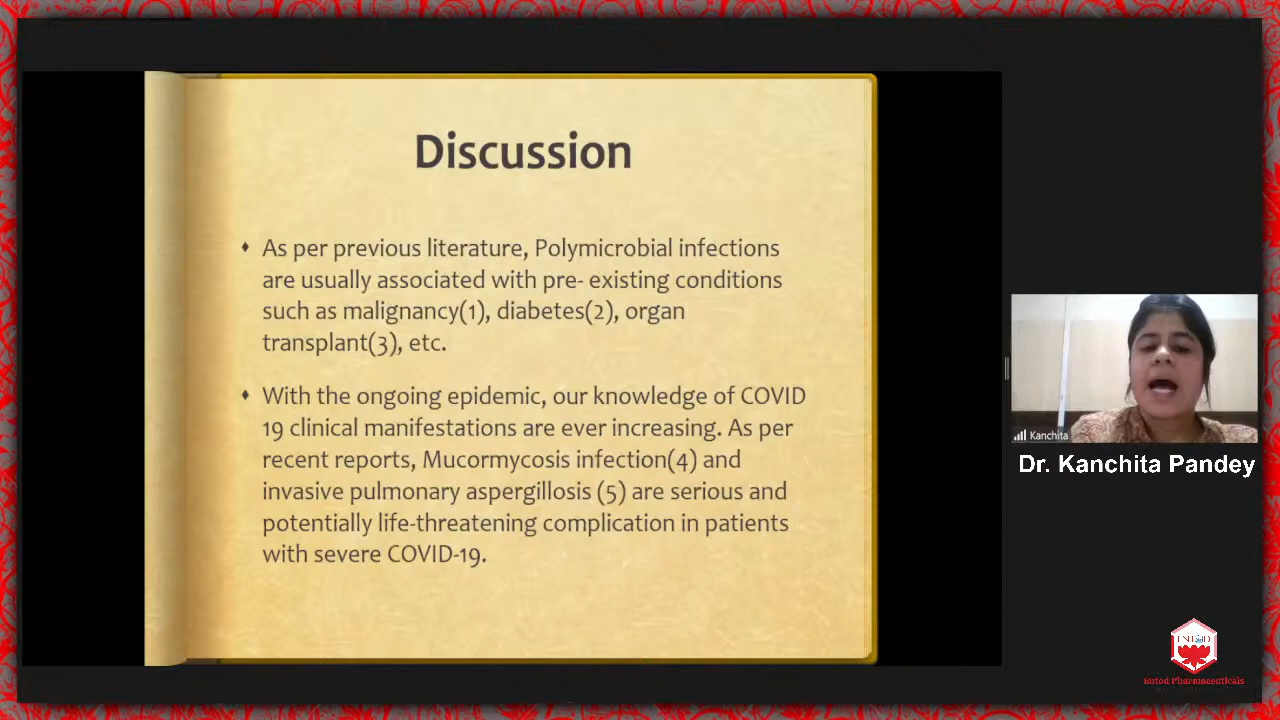 Discussion
As per previous literature, Polymicrobial infections
are usually associated with pre- existing conditions
such as malignancy(1), diabetes(2), organ
transplant(3), etc.
With the ongoing epidemic, our knowledge of COVID
19 clinical manifestations are ever increasing. As per
recent reports, Mucormycosis infection(4) and
invasive pulmonary aspergillosis (5) are serious and
potentially life-threatening complication in patients
with severe COVID-19.
Kanchita
Dr. Kanchita Pandey
Entod Pharmaceuticals